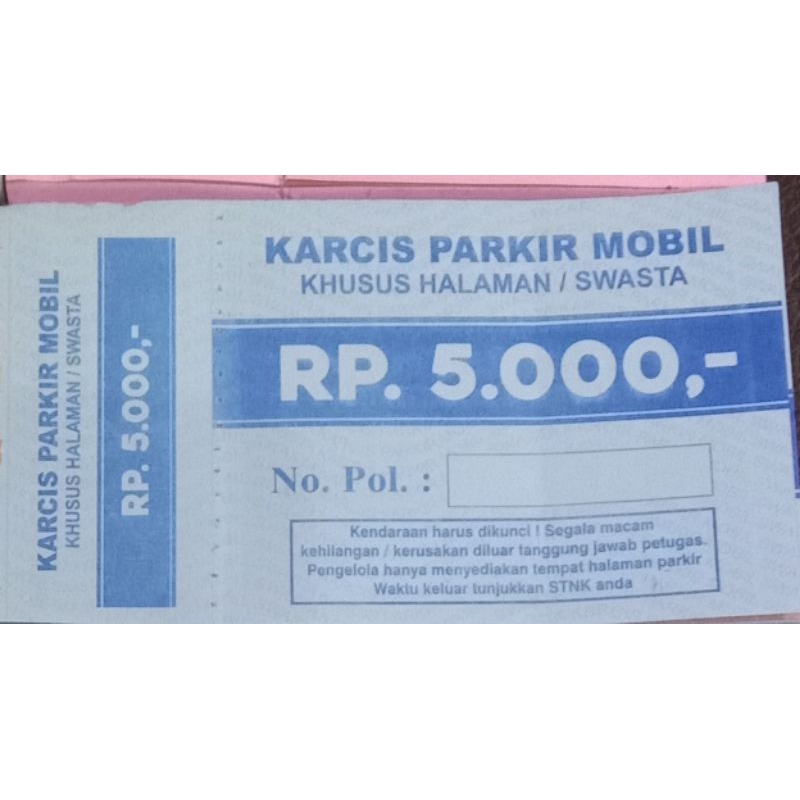 KARCIS PARKIR MOBIL
KHUSUS HALAMAN / SWASTA
RP. 5.000,-
KARCIS PARKIR MOBIL
KHUSUS HALAMAN / SWASTA
RP. 5.000,-
No. Pol. :
Kendaraan harus dikunci ! Segala macam
kehilangan / kerusakan diluar tanggung jawab petugas.
Pengelola hanya menyediakan tempat halaman parkir
Waktu keluar tunjukkan STNK anda